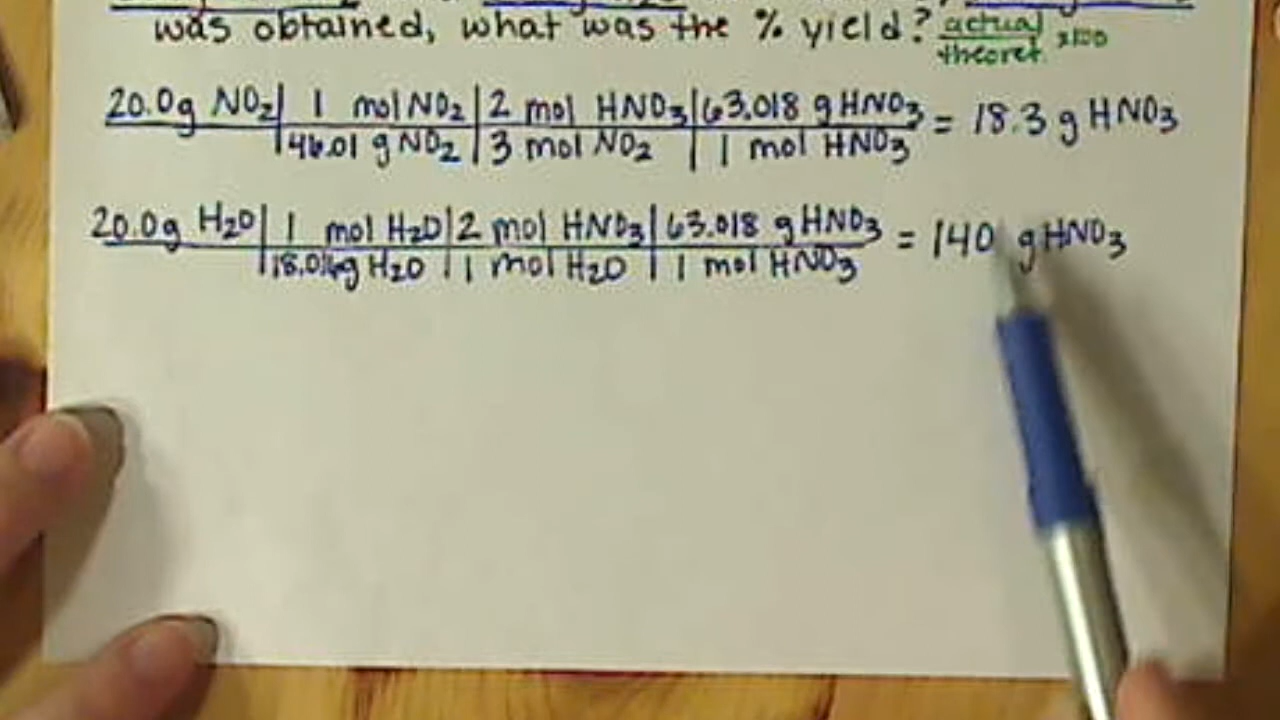 was obtained, what was the % yield? actual x100
theoret.
20.0g NO2 | 1 mol NO2 | 2 mol HNO3 | 63.018 g HNO3 = 18.3 g HNO3
46.01 g NO2 | 3 mol NO2 | 1 mol HNO3
20.0g H2O | 1 mol H2O | 2 mol HNO3 | 63.018 g HNO3 = 140 g HNO3
18.016g H2O | 1 mol H2O | 1 mol HNO3